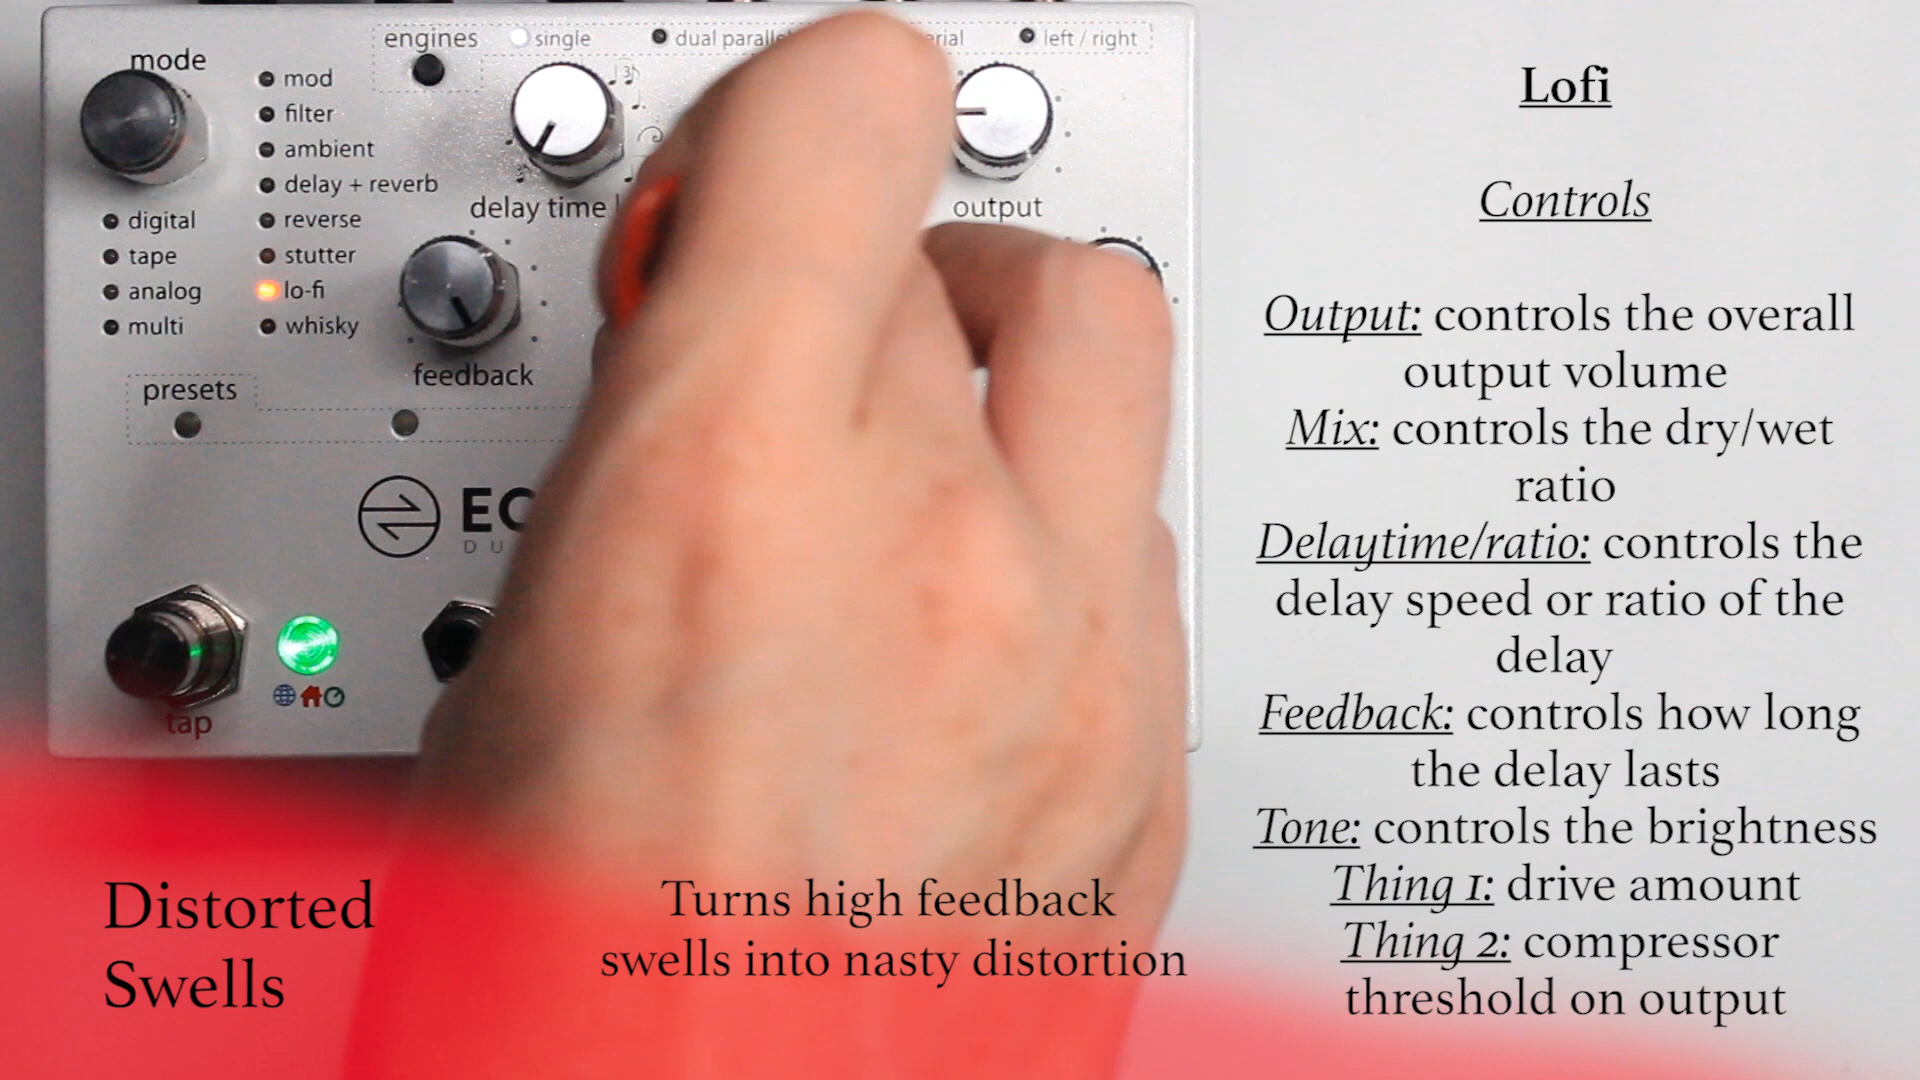 mode
engines
single
dual parallel
left / right
mod
filter
ambient
delay + reverb
reverse
stutter
lo-fi
whisky
digital
tape
analog
multi
delay time
output
feedback
presets
tap
Lofi
Controls
Output: controls the overall
output volume
Mix: controls the dry/wet
ratio
Delaytime/ratio: controls the
delay speed or ratio of the
delay
Feedback: controls how long
the delay lasts
Tone: controls the brightness
Thing 1: drive amount
Thing 2: compressor
threshold on output
Distorted
Swells
Turns high feedback
swells into nasty distortion